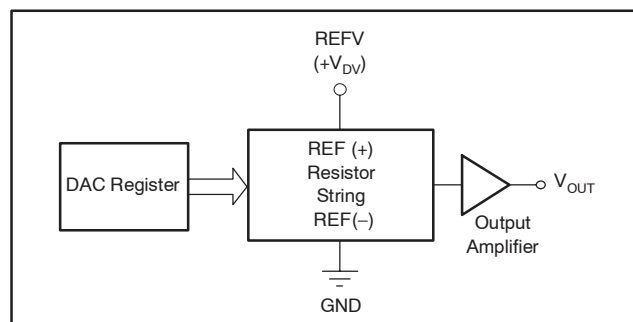 REFV
(+VDV)
REF (+)
Resistor
String
REF(−)
DAC Register
VOUT
Output
Amplifier
GND